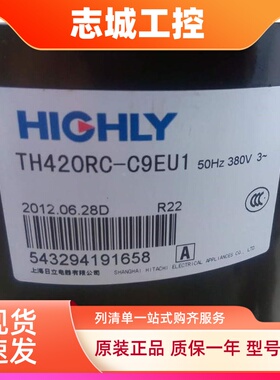 志城工控
HIGHLY
TH420RC-C9EU1 50Hz 380V 3~
2012.06.28D R22
543294191658 A
上海日立电器有限公司 SHANGHAI HITACHI ELECTRICAL APPLIANCES CO., LTD.
现货速发
列清单一站式购齐服务
原装正品 质保一年 型号